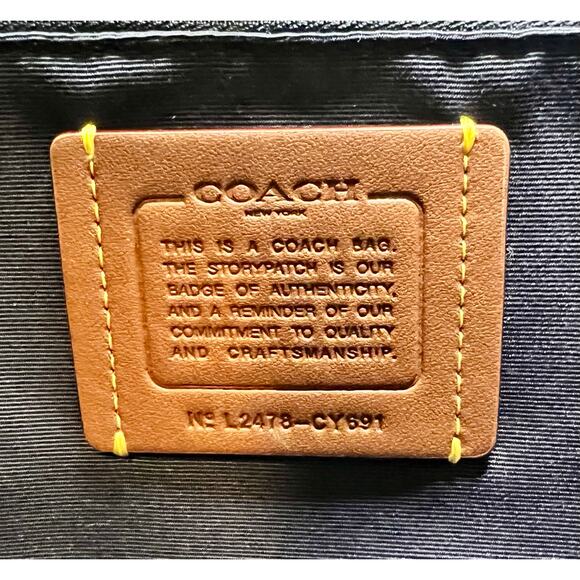 COACH
NEW YORK
THIS IS A COACH BAG.
THE STORYPATCH IS OUR
BADGE OF AUTHENTICITY,
AND A REMINDER OF OUR
COMMITMENT TO QUALITY
AND CRAFTSMANSHIP.
Nº L2478-CY691